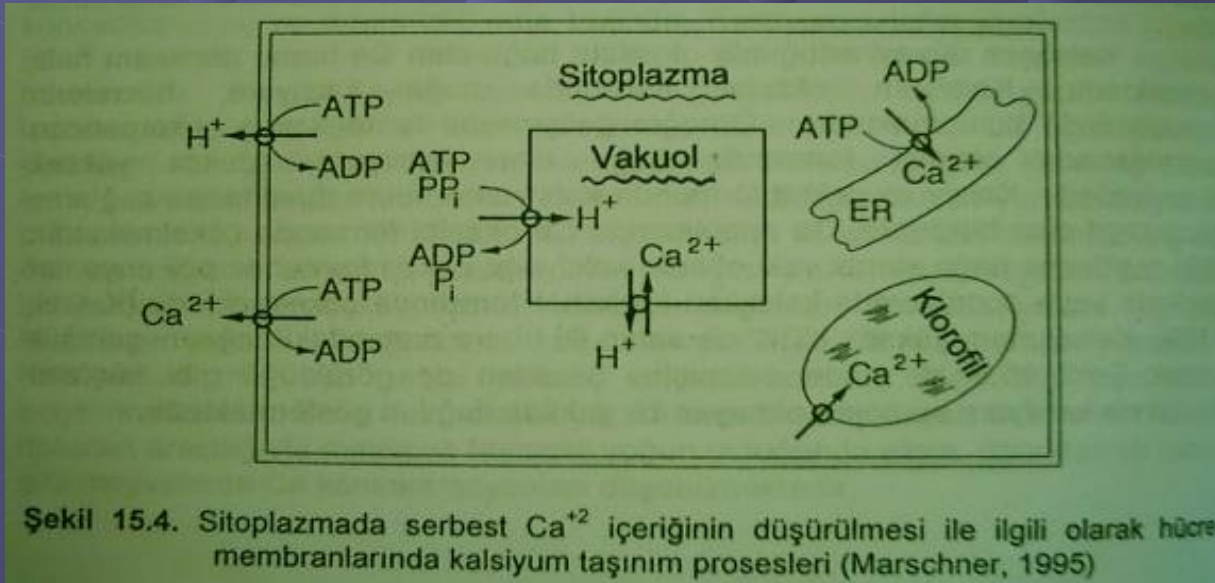 Sitoplazma
ADP
ATP
H⁺
ADP
ATP
PPᵢ
Vakuol
H⁺
ADP
Pᵢ
ATP
Ca²⁺
ER
Ca²⁺
ATP
Ca²⁺
ADP
H⁺
Klorofil
Ca²⁺
Şekil 15.4. Sitoplazmada serbest Ca⁺² içeriğinin düşürülmesi ile ilgili olarak hücre
membranlarında kalsiyum taşınım prosesleri (Marschner, 1995)